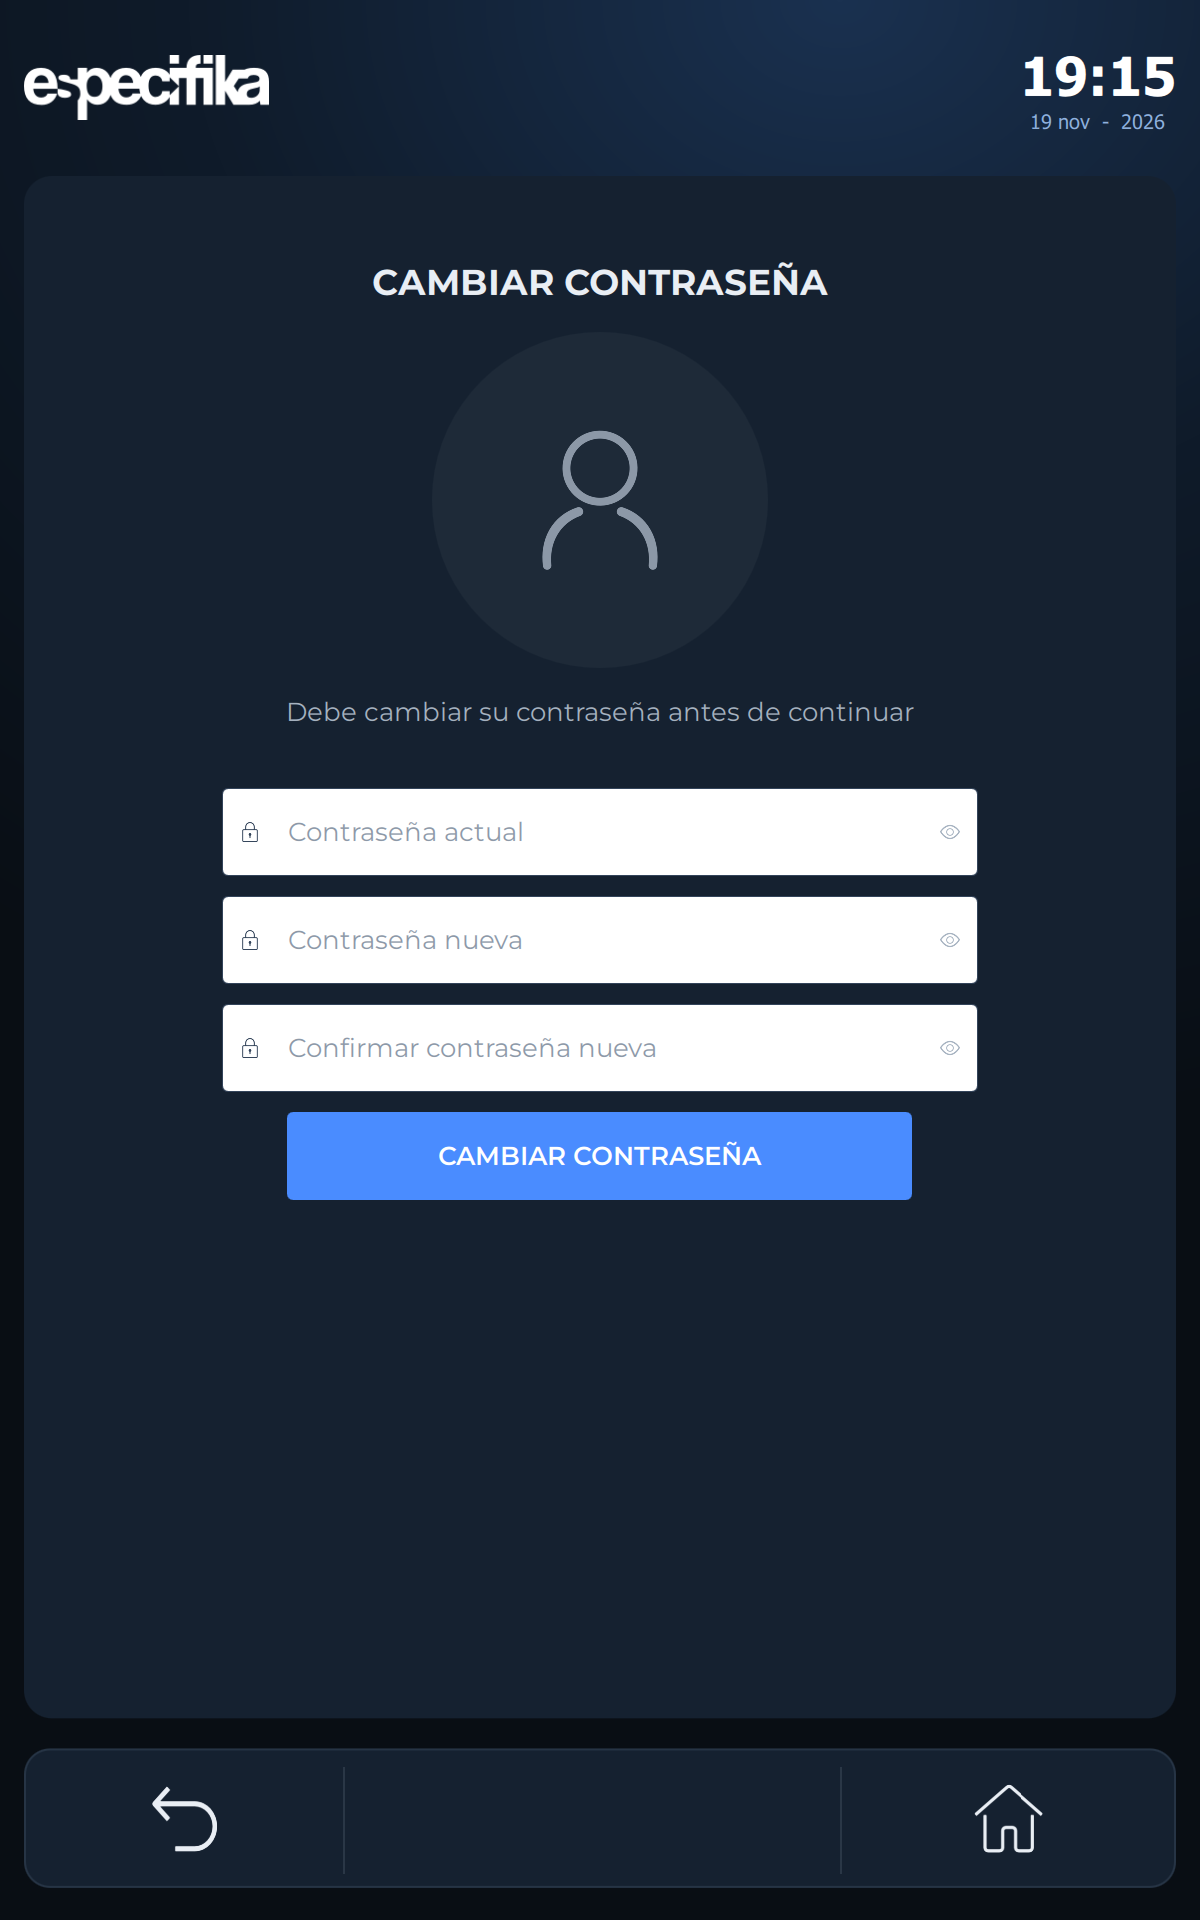 especifika
19:15
19 nov - 2026
CAMBIAR CONTRASEÑA
Debe cambiar su contraseña antes de continuar
Contraseña actual
Contraseña nueva
Confirmar contraseña nueva
CAMBIAR CONTRASEÑA